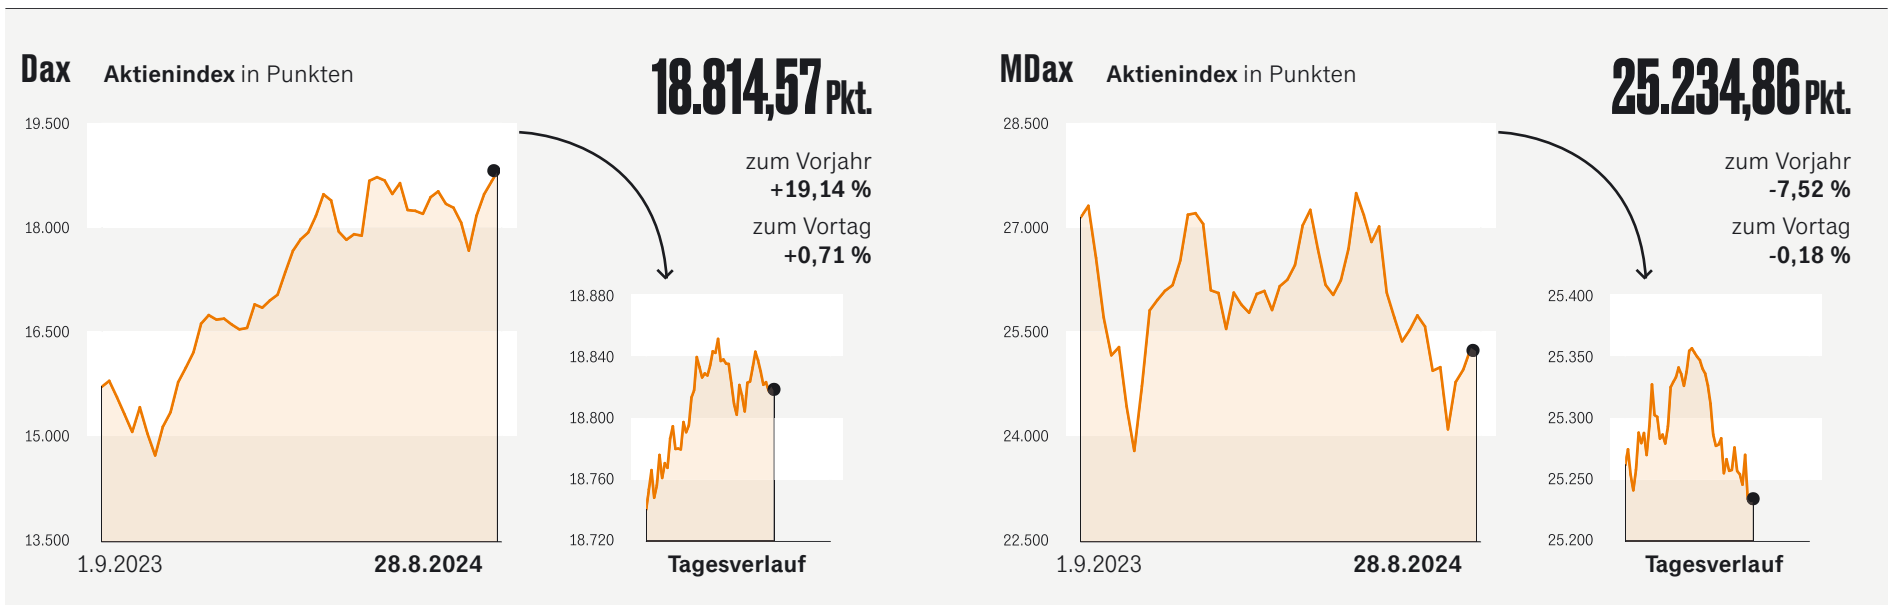 Dax Aktienindex in Punkten
18.814,57 Pkt.
zum Vorjahr
+19,14 %
zum Vortag
+0,71 %
19.500
18.000
16.500
15.000
13.500
1.9.2023 28.8.2024
18.880
18.840
18.800
18.760
18.720
Tagesverlauf
MDax Aktienindex in Punkten
25.234,86 Pkt.
zum Vorjahr
-7,52 %
zum Vortag
-0,18 %
28.500
27.000
25.500
24.000
22.500
1.9.2023 28.8.2024
25.400
25.350
25.300
25.250
25.200
Tagesverlauf